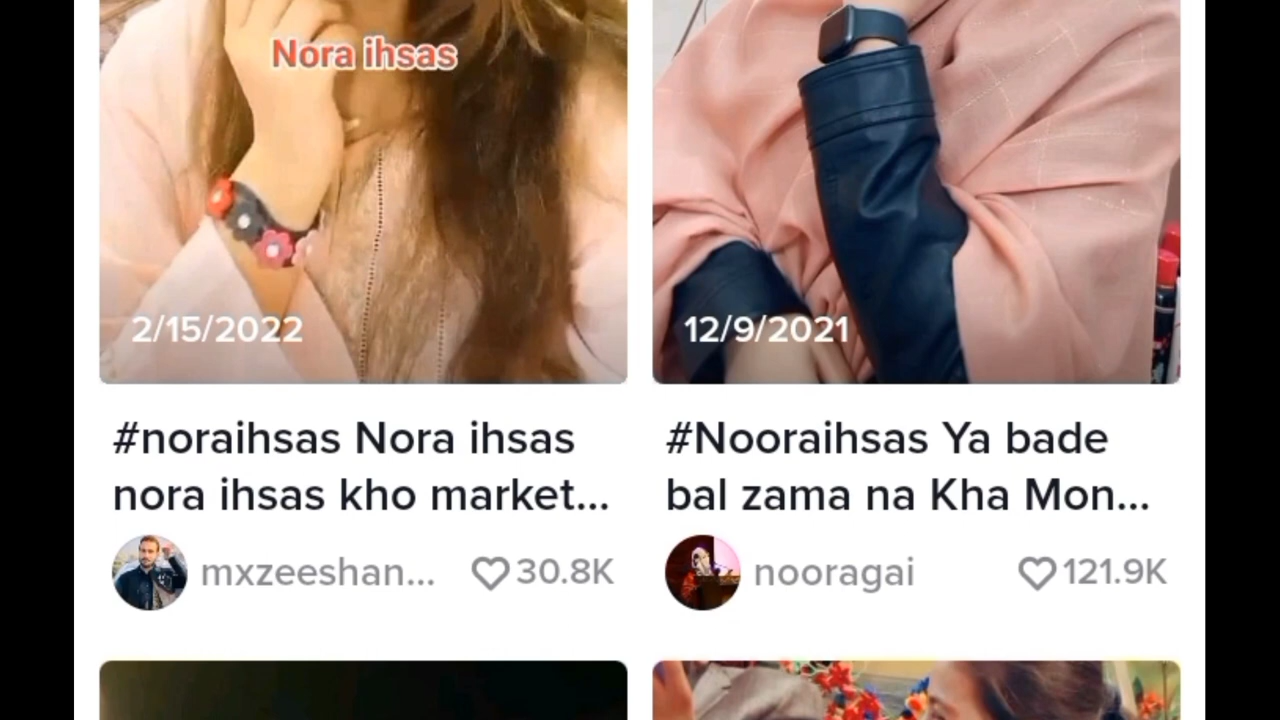 Nora ihsas
2/15/2022
#noraihsas Nora ihsas
nora ihsas kho market...
mxzeeshan...
30.8K
12/9/2021
#Nooraihsas Ya bade
bal zama na Kha Mon...
nooragai
121.9K